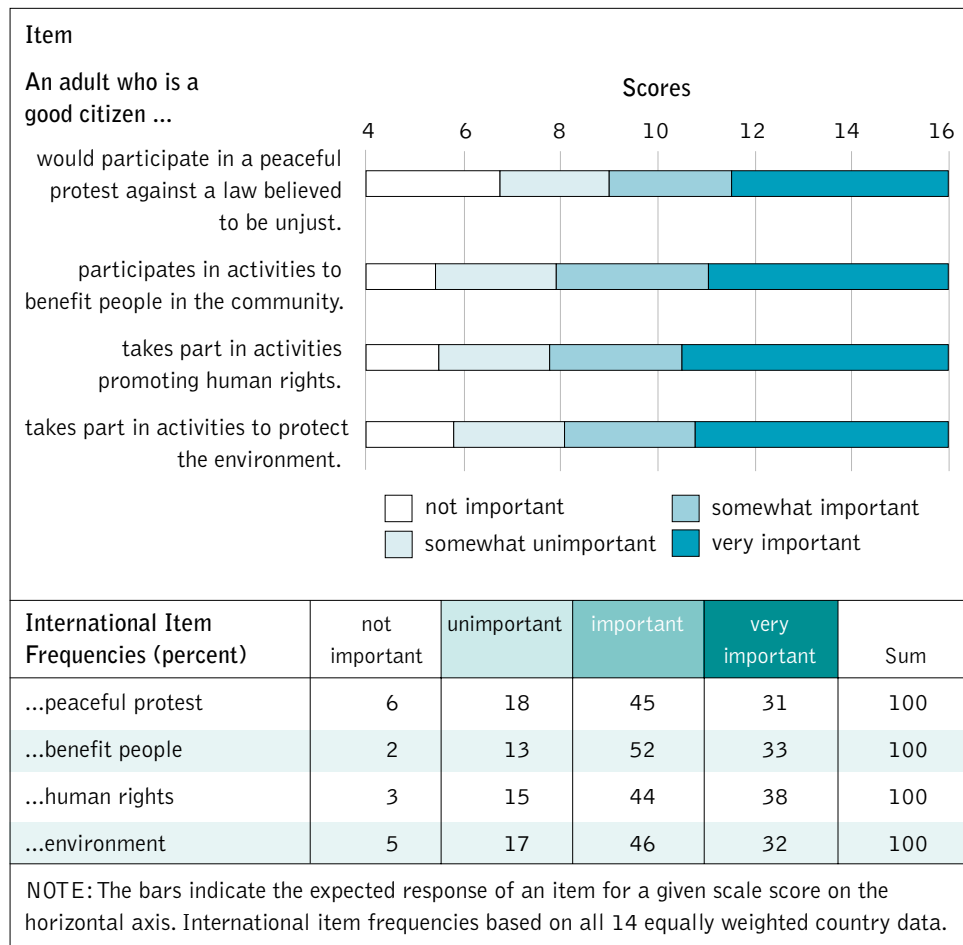 Item
An adult who is a
good citizen ...
Scores
4 6 8 10 12 14 16
would participate in a peaceful
protest against a law believed
to be unjust.
participates in activities to
benefit people in the community.
takes part in activities
promoting human rights.
takes part in activities to protect
the environment.
not important
somewhat important
somewhat unimportant
very important
International Item
Frequencies (percent)
not
important
unimportant
important
very
important
Sum
...peaceful protest 6 18 45 31 100
...benefit people 2 13 52 33 100
...human rights 3 15 44 38 100
...environment 5 17 46 32 100
NOTE: The bars indicate the expected response of an item for a given scale score on the
horizontal axis. International item frequencies based on all 14 equally weighted country data.